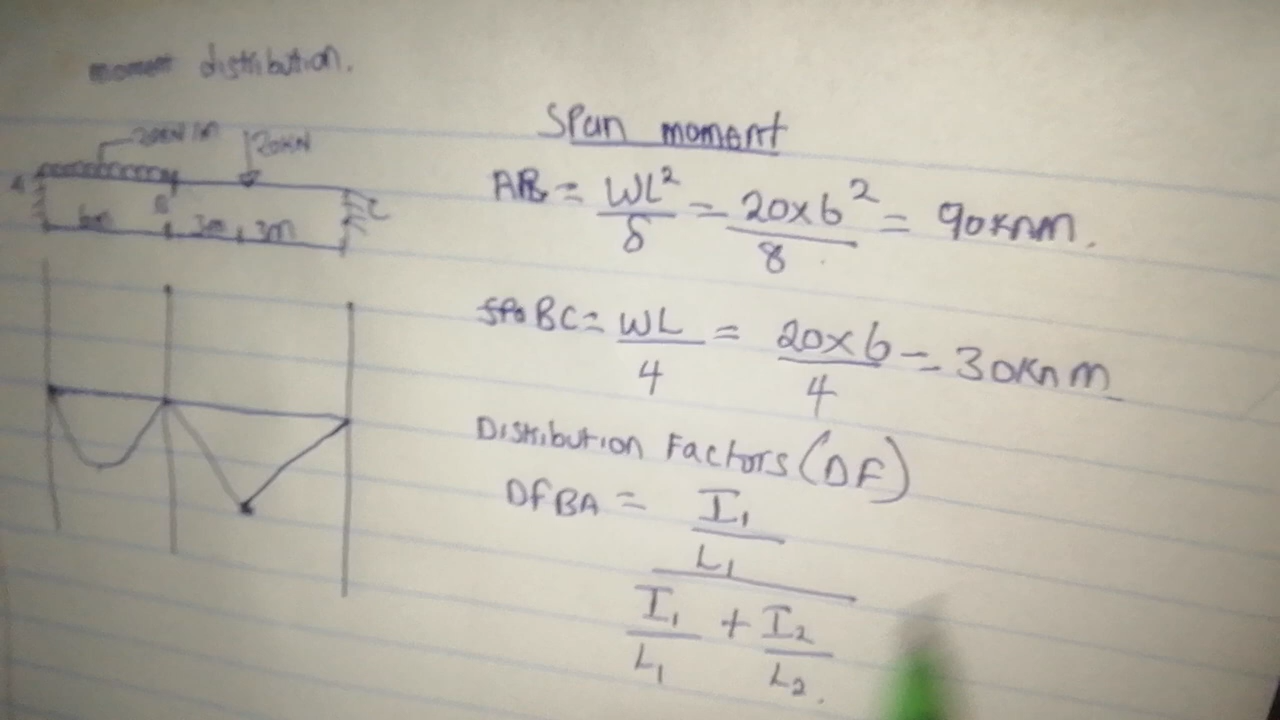 moment distribution.
20KN/m
20KN
A
B
C
6m
3m
3m
Span moment
AB = WL²/8 = 20x6²/8 = 90KNM.
BC = WL/4 = 20x6/4 = 30KNM
Distribution Factors (DF)
DFBA = I₁
L₁
I₁ + I₂
L₁ L₂.